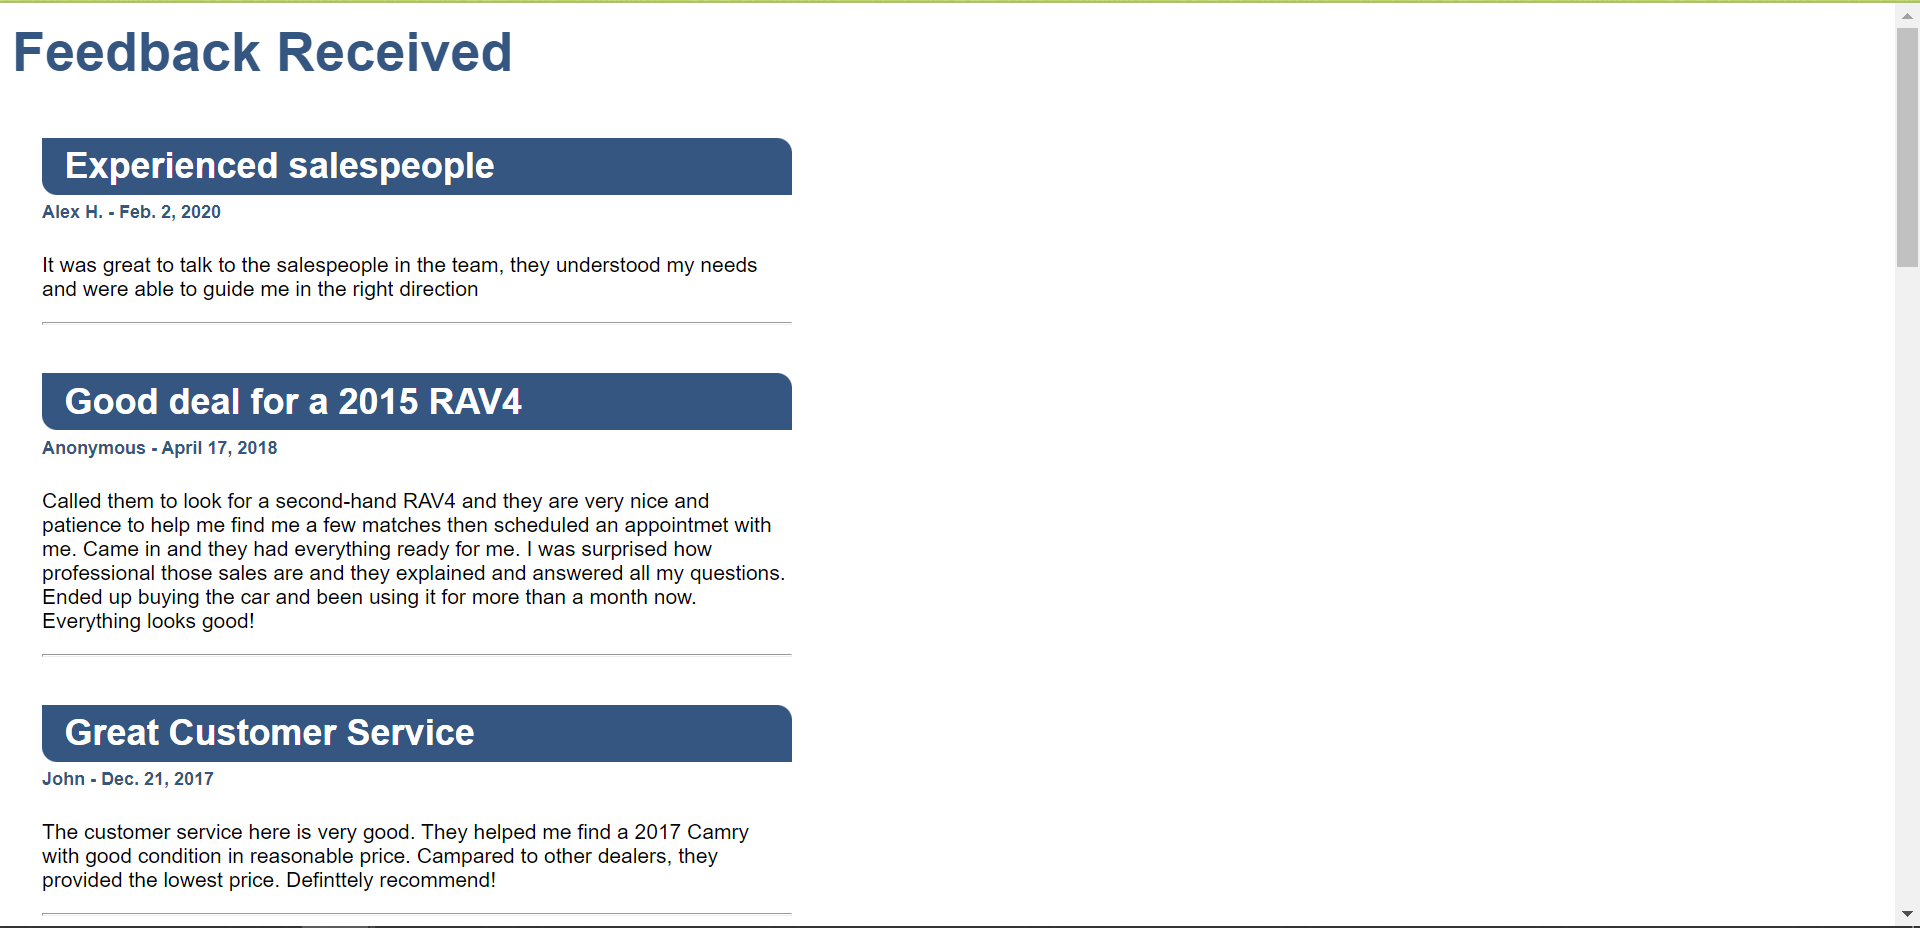 Feedback Received
Experienced salespeople
Alex H. - Feb. 2, 2020
It was great to talk to the salespeople in the team, they understood my needs
and were able to guide me in the right direction
Good deal for a 2015 RAV4
Anonymous - April 17, 2018
Called them to look for a second-hand RAV4 and they are very nice and
patience to help me find me a few matches then scheduled an appointmet with
me. Came in and they had everything ready for me. I was surprised how
professional those sales are and they explained and answered all my questions.
Ended up buying the car and been using it for more than a month now.
Everything looks good!
Great Customer Service
John - Dec. 21, 2017
The customer service here is very good. They helped me find a 2017 Camry
with good condition in reasonable price. Campared to other dealers, they
provided the lowest price. Definttely recommend!